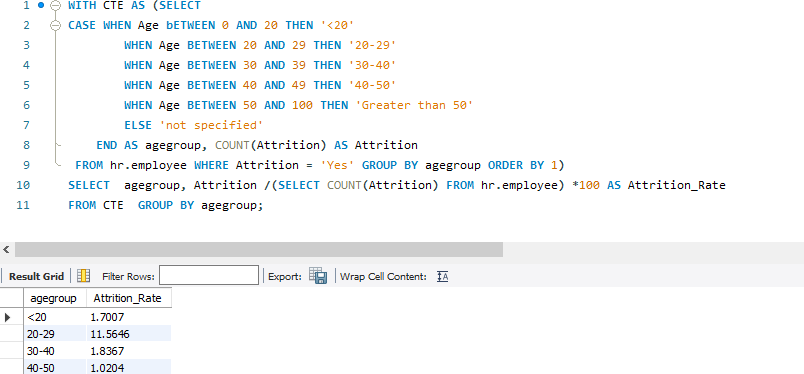 1 WITH CTE AS (SELECT
2 CASE WHEN Age bETWEEN 0 AND 20 THEN '<20'
3 WHEN Age BETWEEN 20 AND 29 THEN '20-29'
4 WHEN Age BETWEEN 30 AND 39 THEN '30-40'
5 WHEN Age BETWEEN 40 AND 49 THEN '40-50'
6 WHEN Age BETWEEN 50 AND 100 THEN 'Greater than 50'
7 ELSE 'not specified'
8 END AS agegroup, COUNT(Attrition) AS Attrition
9 FROM hr.employee WHERE Attrition = 'Yes' GROUP BY agegroup ORDER BY 1)
10 SELECT agegroup, Attrition /(SELECT COUNT(Attrition) FROM hr.employee) *100 AS Attrition_Rate
11 FROM CTE GROUP BY agegroup;
Result Grid Filter Rows: Export: Wrap Cell Content:
agegroup Attrition_Rate
<20 1.7007
20-29 11.5646
30-40 1.8367
40-50 1.0204